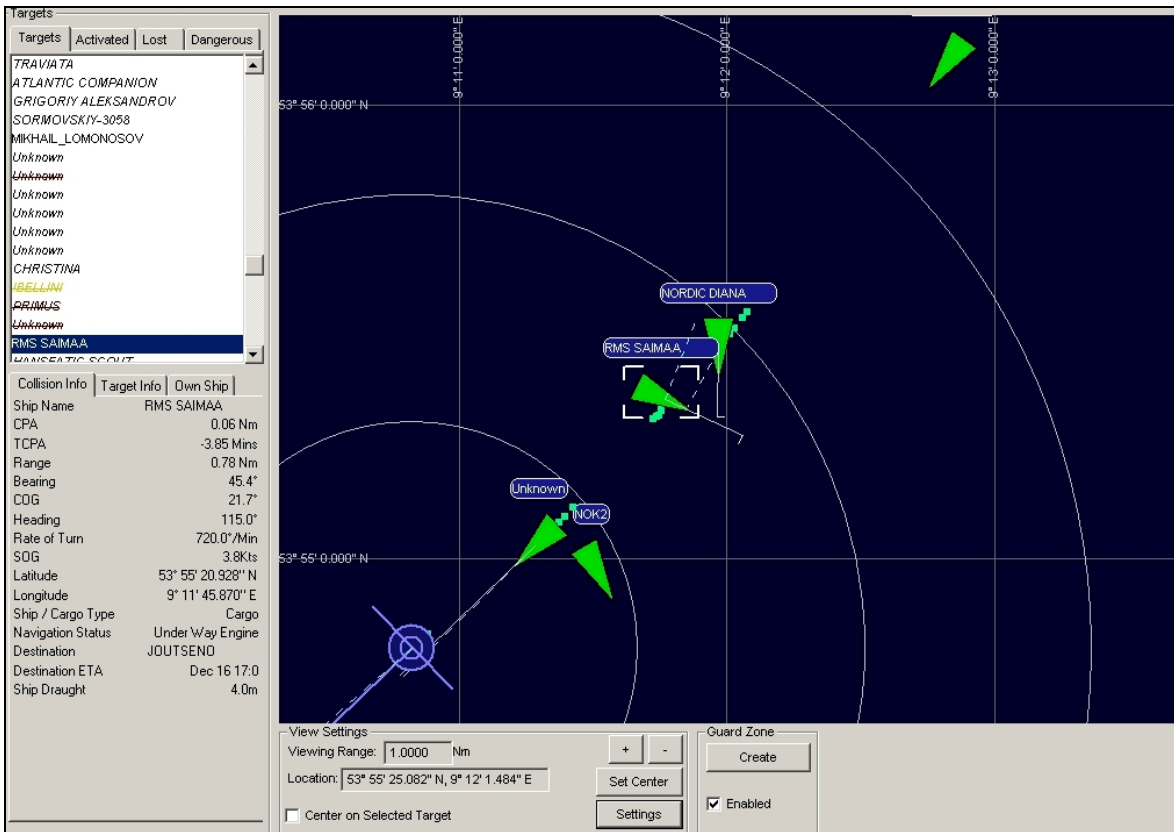 Targets
Targets Activated Lost Dangerous
TRAVIATA
ATLANTIC COMPANION
GRIGORIY ALEKSANDROV
SORMOVSKIY-3058
MIKHAIL_LOMONOSOV
Unknown
Unknown
Unknown
Unknown
Unknown
Unknown
CHRISTINA
IBELLINI
PRIMUS
Unknown
RMS SAIMAA
HANSEATIC SCOUT
Collision Info Target Info Own Ship
Ship Name RMS SAIMAA
CPA 0.06 Nm
TCPA -3.85 Mins
Range 0.78 Nm
Bearing 45.4°
COG 21.7°
Heading 115.0°
Rate of Turn 720.0°/Min
SOG 3.8Kts
Latitude 53° 55' 20.928" N
Longitude 9° 11' 45.870" E
Ship / Cargo Type Cargo
Navigation Status Under Way Engine
Destination JOUTSENO
Destination ETA Dec 16 17:0
Ship Draught 4.0m
9° 11' 0.000" E
9° 12' 0.000" E
9° 13' 0.000" E
53° 56' 0.000" N
NORDIC DIANA
RMS SAIMAA
Unknown
NOK2
53° 55' 0.000" N
View Settings
Viewing Range: 1.0000 Nm + -
Location: 53° 55' 25.082" N, 9° 12' 1.484" E Set Center
Center on Selected Target Settings
Guard Zone
Create
Enabled